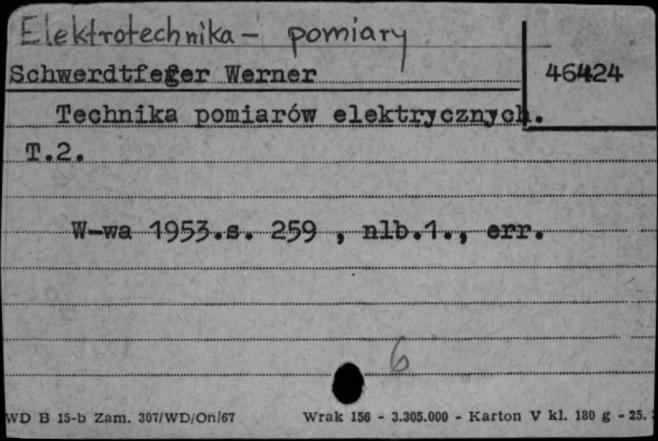 Elektrotechnika - pomiary
Schwerdtfeger Werner
46424
Technika pomiarów elektrycznych.
T.2.
W-wa 1953.s. 259 , nlb.1., err.
6
WD B 15-b Zam. 307/WD/On/67 Wrak 156 - 3.305.000 - Karton V kl. 180 g - 25.